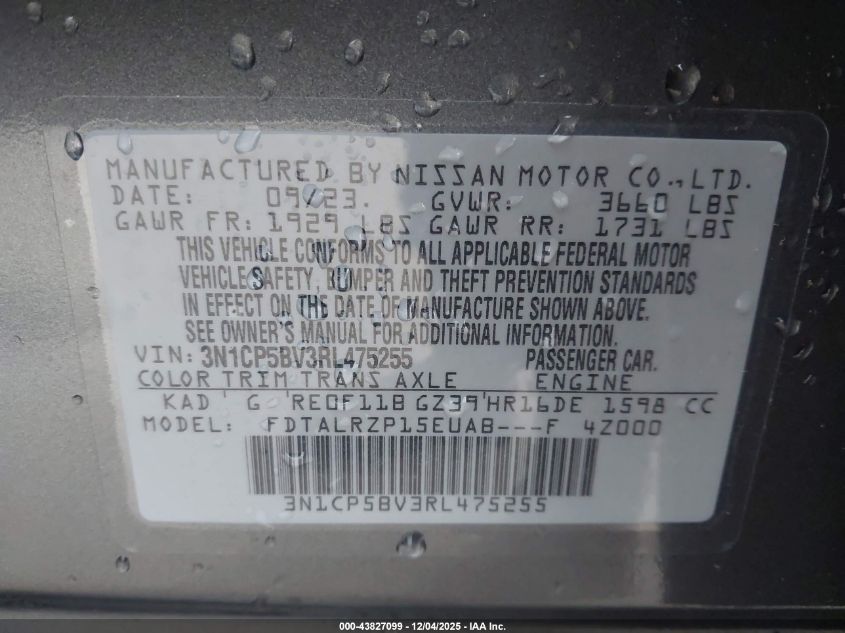 MANUFACTURED BY NISSAN MOTOR CO., LTD.
DATE: 09/23. GVWR: 3660 LBS
GAWR FR: 1929 LBS GAWR RR: 1731 LBS
THIS VEHICLE CONFORMS TO ALL APPLICABLE FEDERAL MOTOR
VEHICLE SAFETY, BUMPER AND THEFT PREVENTION STANDARDS
IN EFFECT ON THE DATE OF MANUFACTURE SHOWN ABOVE.
SEE OWNER'S MANUAL FOR ADDITIONAL INFORMATION.
VIN: 3N1CP5BV3RL475255 PASSENGER CAR.
COLOR TRIM TRANS AXLE ENGINE
KAD G RE0F11B GZ39 HR16DE 1598 CC
MODEL: FDTALRZP15EUAB---F 4Z000
3N1CP5BV3RL475255
000-43827099 12/04/2025 - IAA Inc.